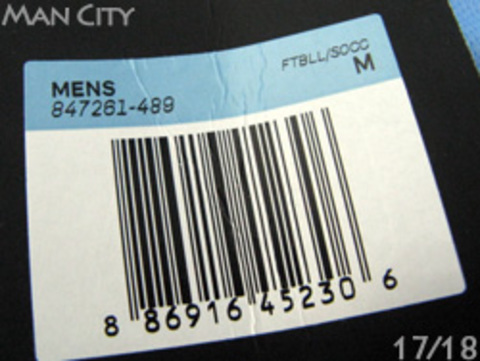 MAN CITY
MENS
847261-489
FTBLL/SOCC
M
8 86916 45230 6
17/18